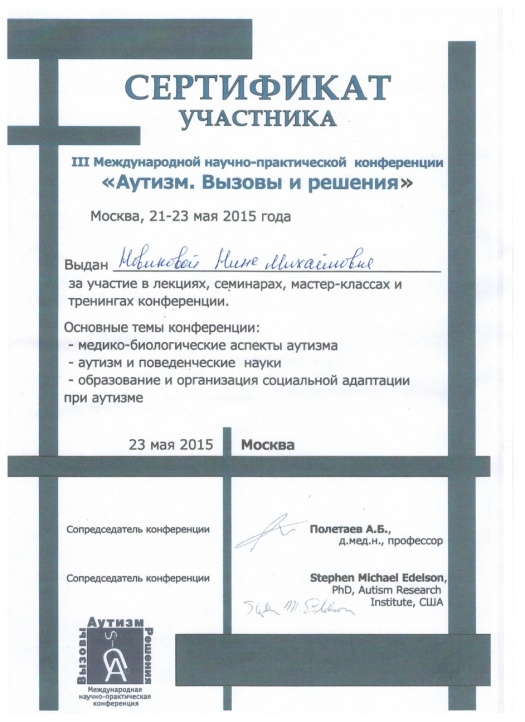 СЕРТИФИКАТ
УЧАСТНИКА
III Международной научно-практической конференции
«Аутизм. Вызовы и решения»
Москва, 21-23 мая 2015 года
Выдан Новиковой Нине Михайловне
за участие в лекциях, семинарах, мастер-классах и
тренингах конференции.
Основные темы конференции:
- медико-биологические аспекты аутизма
- аутизм и поведенческие науки
- образование и организация социальной адаптации
при аутизме
23 мая 2015 Москва
Сопредседатель конференции
Полетаев А.Б.,
д.мед.н., профессор
Сопредседатель конференции
Stephen Michael Edelson,
PhD, Autism Research
Institute, США
Stephen M. Edelson
Аутизм
Вызовы
Решения
Международная
научно-практическая
конференция